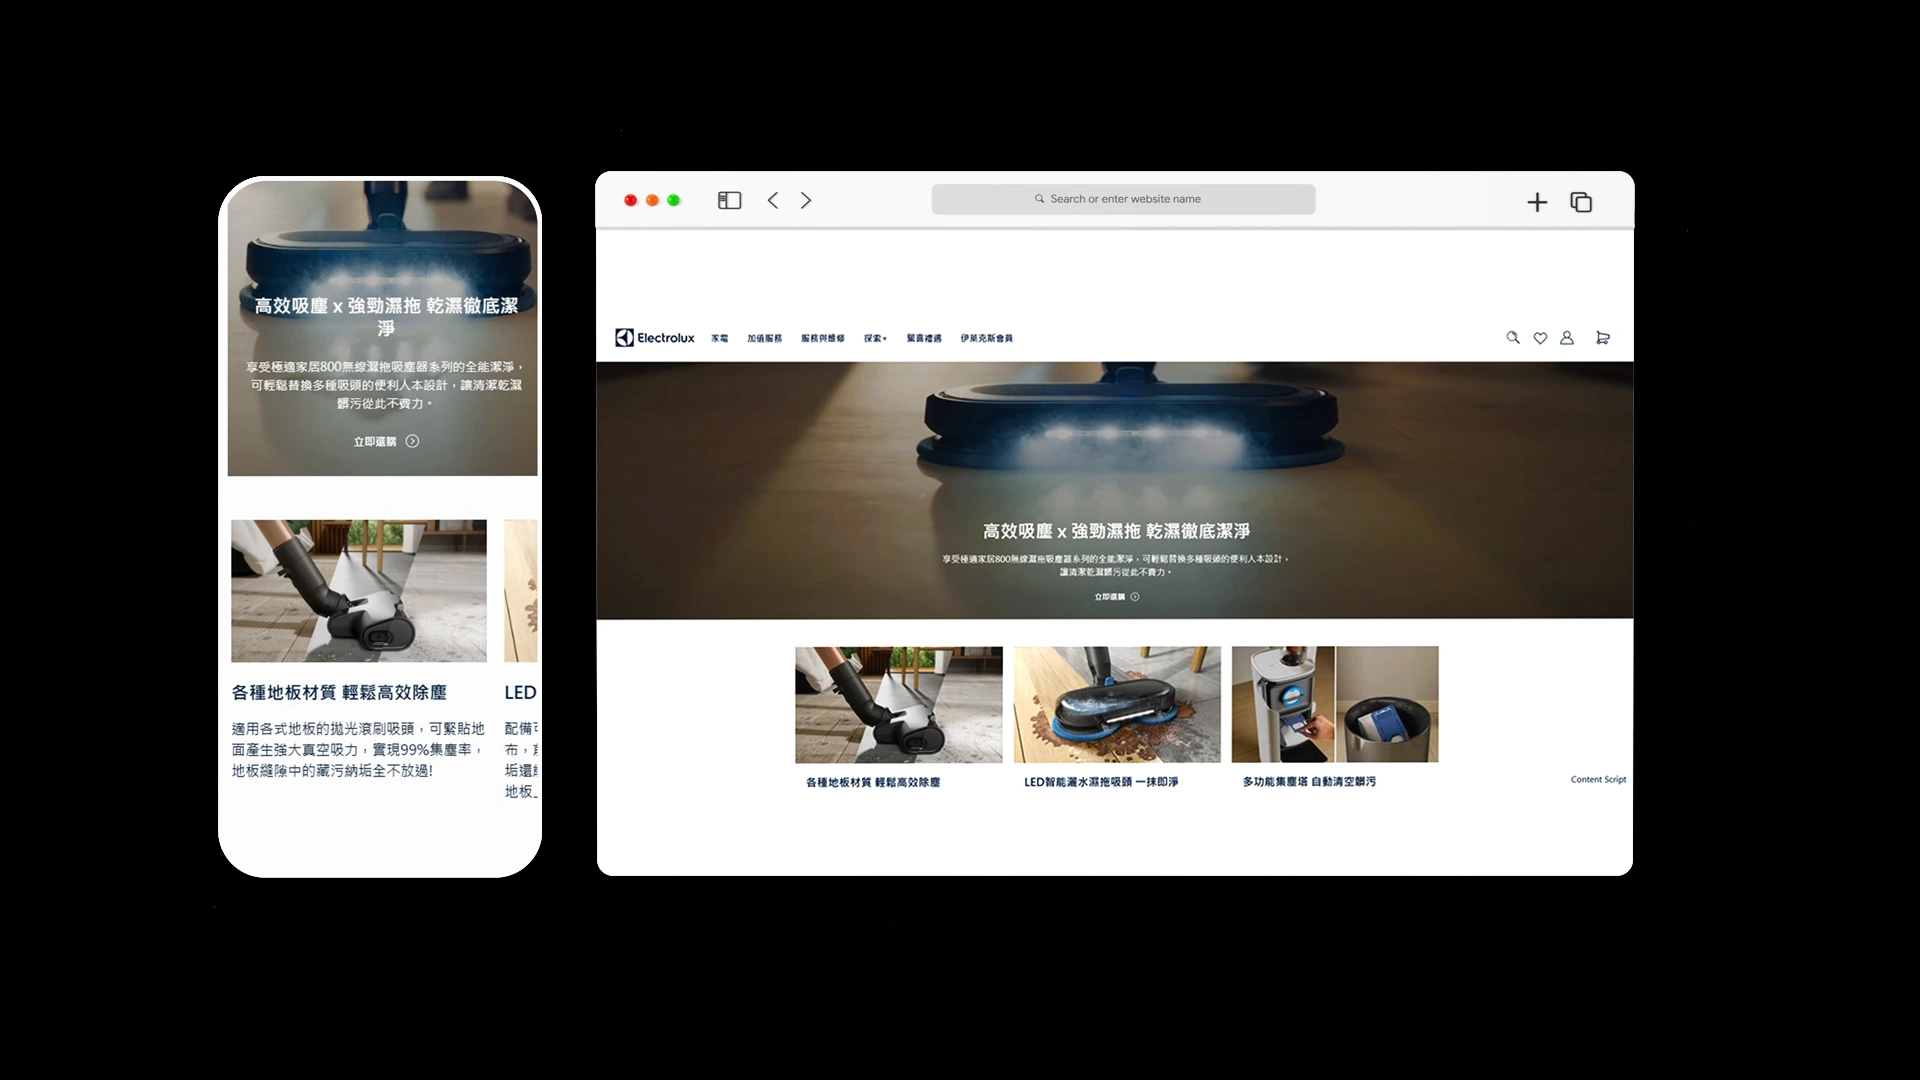 高效吸塵 x 強勁濕拖 乾濕徹底潔
淨
享受極適家居800無線濕拖吸塵器系列的全能潔淨，
可輕鬆替換多種吸頭的便利人本設計，讓清潔乾濕
髒污從此不費力。
立即選購
各種地板材質 輕鬆高效除塵
適用各式地板的拋光滾刷吸頭，可緊貼地
面產生強大真空吸力，實現99%集塵率，
地板縫隙中的藏污納垢全不放過!
LED
配備
布，
垢還
地板
Search or enter website name
Electrolux 家電 加值服務 服務與維修 探索+ 驚喜禮遇 伊萊克斯會員
高效吸塵 x 強勁濕拖 乾濕徹底潔淨
享受極適家居800無線濕拖吸塵器系列的全能潔淨，可輕鬆替換多種吸頭的便利人本設計，
讓清潔乾濕髒污從此不費力。
立即選購
各種地板材質 輕鬆高效除塵
LED智能灑水濕拖吸頭 一抹即淨
多功能集塵塔 自動清空髒污
Content Script